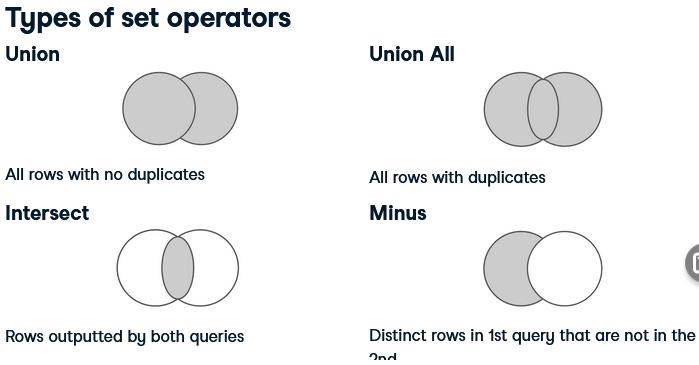 Types of set operators
Union
Union All
All rows with no duplicates
All rows with duplicates
Intersect
Minus
Rows outputted by both queries
Distinct rows in 1st query that are not in the
2nd